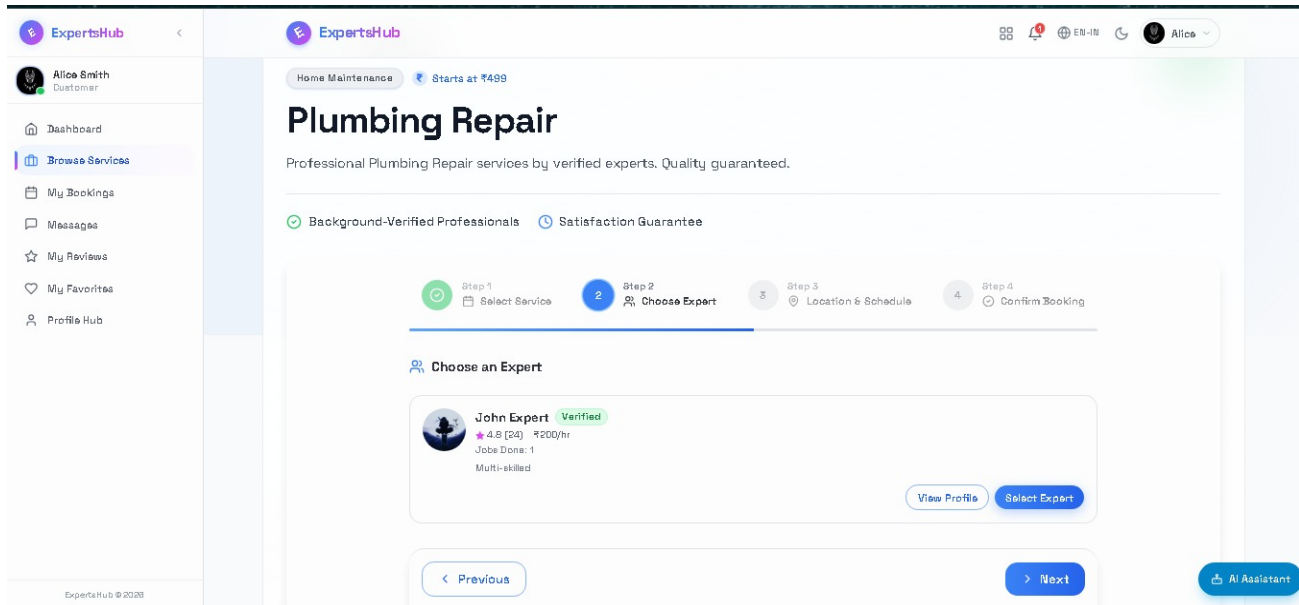 ExpertsHub
ExpertsHub
1
EN-IN
Alice
Alice Smith
Customer
Dashboard
Browse Services
My Bookings
Messages
My Reviews
My Favorites
Profile Hub
ExpertsHub © 2026
Home Maintenance
₹ Starts at ₹499
Plumbing Repair
Professional Plumbing Repair services by verified experts. Quality guaranteed.
Background-Verified Professionals
Satisfaction Guarantee
Step 1
Select Service
2
Step 2
Choose Expert
3
Step 3
Location & Schedule
4
Step 4
Confirm Booking
Choose an Expert
John Expert Verified
4.8 (24) ₹200/hr
Jobs Done: 1
Multi-skilled
View Profile
Select Expert
Previous
Next
AI Assistant